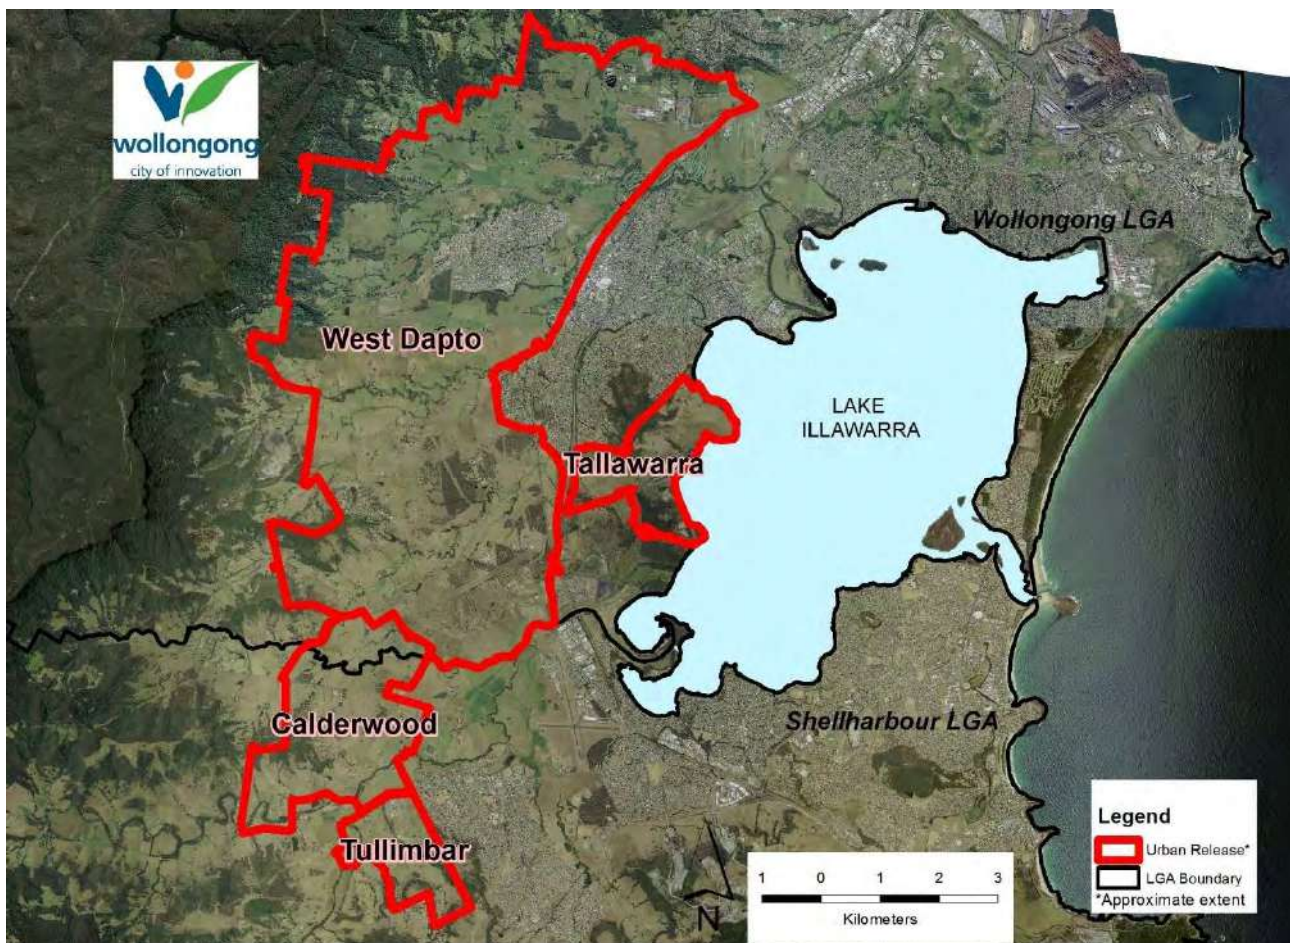 wollongong
city of innovation
Wollongong LGA
West Dapto
LAKE
ILLAWARRA
Tallawarra
Calderwood
Shellharbour LGA
Tullimbar
Legend
Urban Release*
LGA Boundary
*Approximate extent
1 0 1 2 3
Kilometers
N